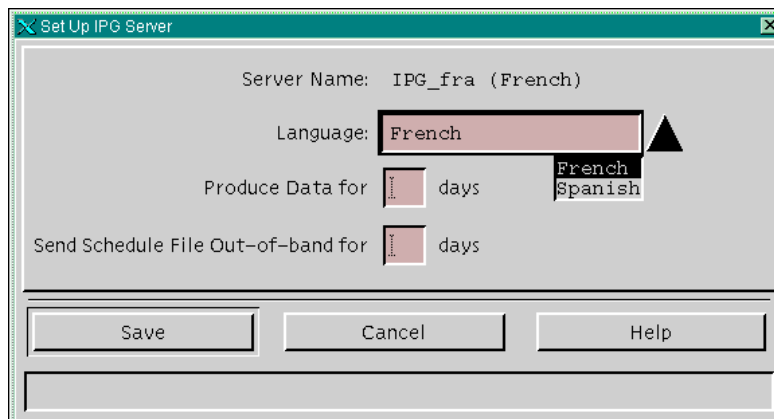 Set Up IPG Server
Server Name: IPG_fra (French)
Language: French
French
Spanish
Produce Data for days
Send Schedule File Out-of-band for days
Save Cancel Help